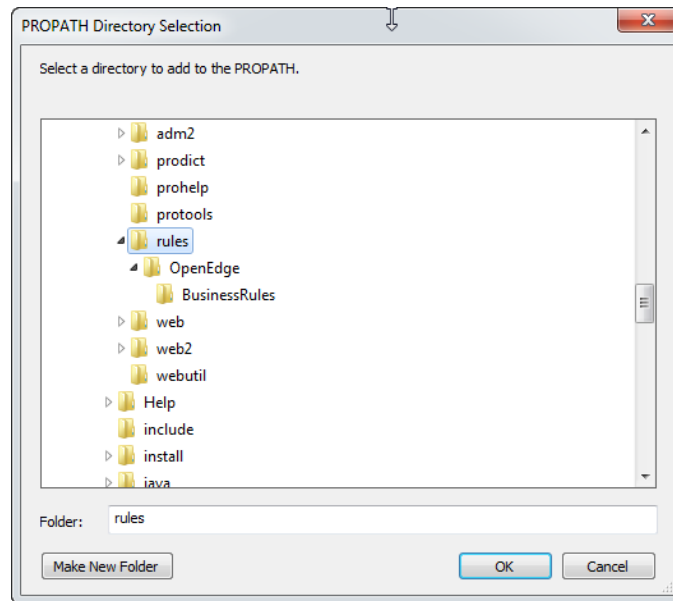 PROPATH Directory Selection
Select a directory to add to the PROPATH.
adm2
prodict
prohelp
protools
rules
OpenEdge
BusinessRules
web
web2
webutil
Help
include
install
java
Folder: rules
Make New Folder OK Cancel